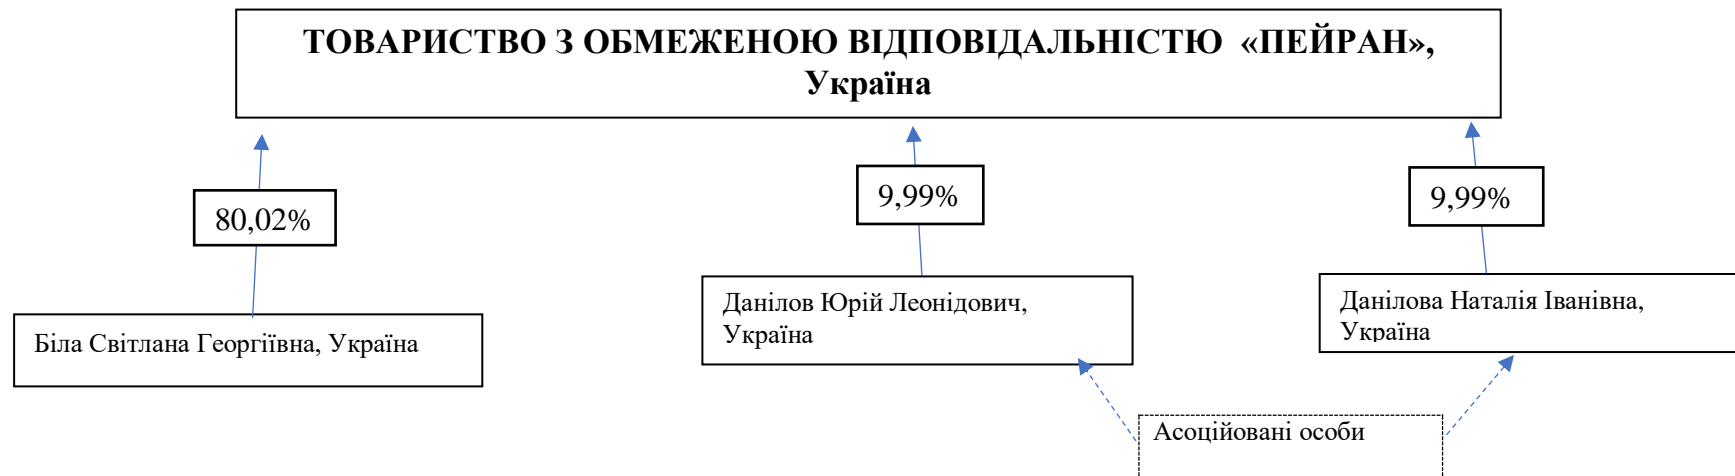 ТОВАРИСТВО З ОБМЕЖЕНОЮ ВІДПОВІДАЛЬНІСТЮ «ПЕЙРАН»,
Україна
80,02%
9,99%
9,99%
Біла Світлана Георгіївна, Україна
Данілов Юрій Леонідович,
Україна
Данілова Наталія Іванівна,
Україна
Асоційовані особи